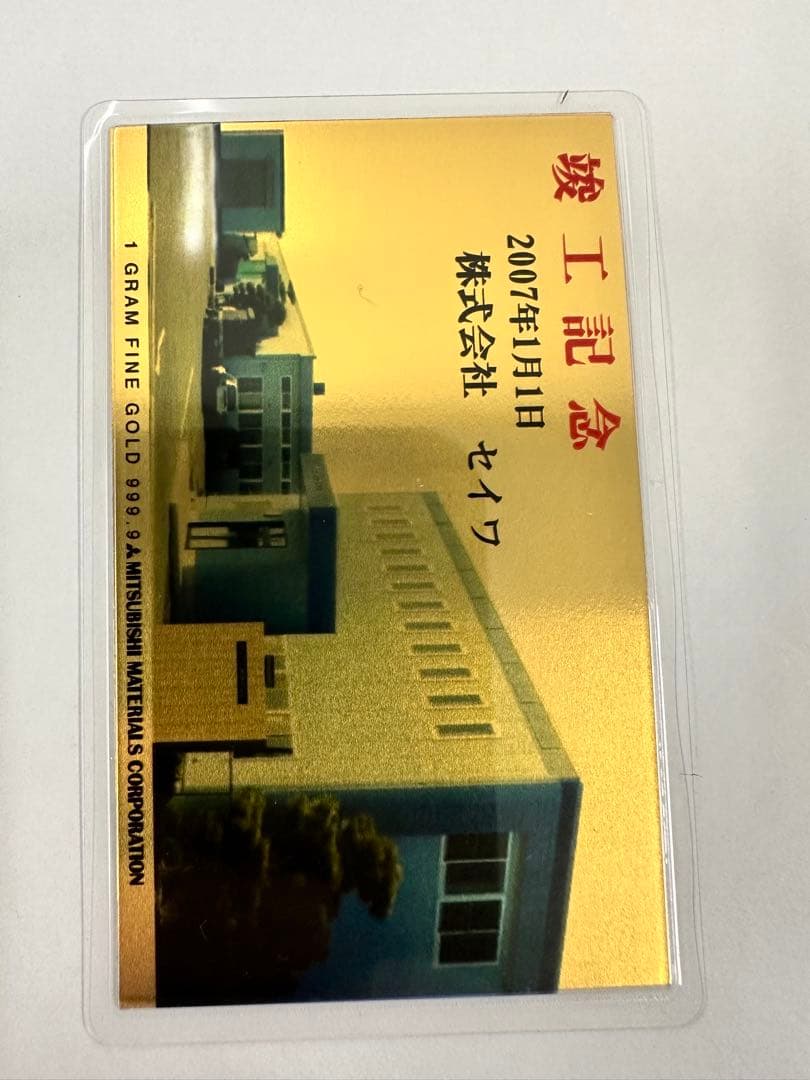 竣工記念
2007年1月1日
株式会社 セイワ
1 GRAM FINE GOLD 999.9 MITSUBISHI MATERIALS CORPORATION